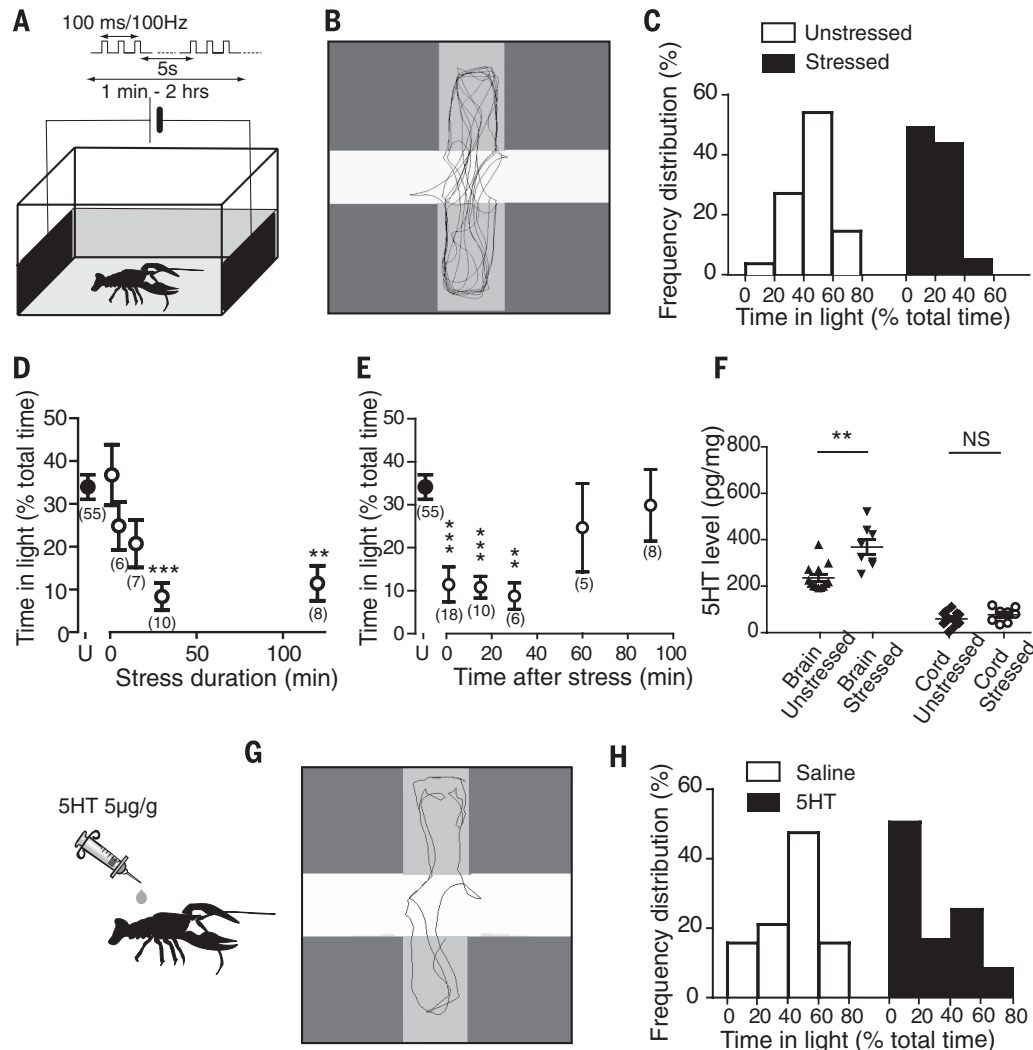 A
100 ms/100Hz
5s
1 min - 2 hrs
B
C
Unstressed
Stressed
Frequency distribution (%)
60
40
20
0
0 20 40 60 80
0 20 40 60
Time in light (% total time)
D
Time in light (% total time)
50
40
30
20
10
0
(55)
(6)
(7)
***
(10)
**
(8)
U 0 50 100
Stress duration (min)
E
Time in light (% total time)
50
40
30
20
10
0
(55)
***
(18)
***
(10)
**
(6)
(5)
(8)
U 0 20 40 60 80 100
Time after stress (min)
F
5HT level (pg/mg)
800
600
400
200
0
**
NS
Brain
Unstressed
Brain
Stressed
Cord
Unstressed
Cord
Stressed
5HT 5μg/g
G
H
Saline
5HT
Frequency distribution (%)
60
40
20
0
0 20 40 60 80
0 20 40 60 80
Time in light (% total time)